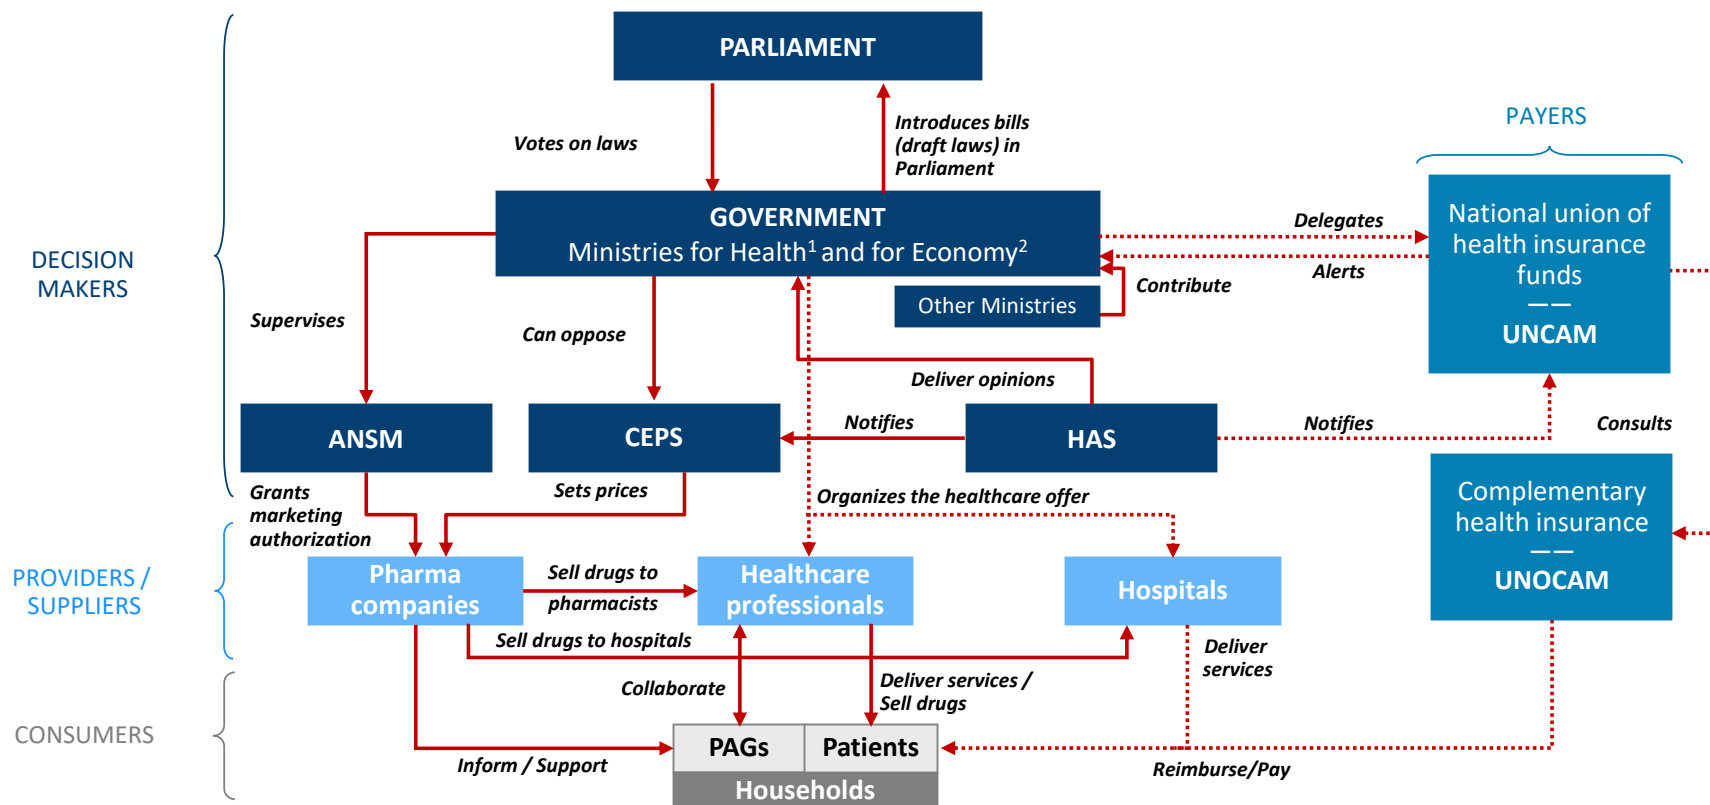 PARLIAMENT
PAYERS
Votes on laws
Introduces bills
(draft laws) in
Parliament
GOVERNMENT
Ministries for Health1 and for Economy2
Delegates
Alerts
National union of
health insurance
funds
——
UNCAM
DECISION
MAKERS
Other Ministries
Contribute
Supervises
Can oppose
Deliver opinions
ANSM
CEPS
Notifies
HAS
Notifies
Consults
Grants
marketing
authorization
Sets prices
Organizes the healthcare offer
Complementary
health insurance
——
UNOCAM
PROVIDERS /
SUPPLIERS
Pharma
companies
Sell drugs to
pharmacists
Healthcare
professionals
Hospitals
Sell drugs to hospitals
Deliver
services
Collaborate
Deliver services /
Sell drugs
CONSUMERS
PAGs
Patients
Inform / Support
Reimburse/Pay
Households